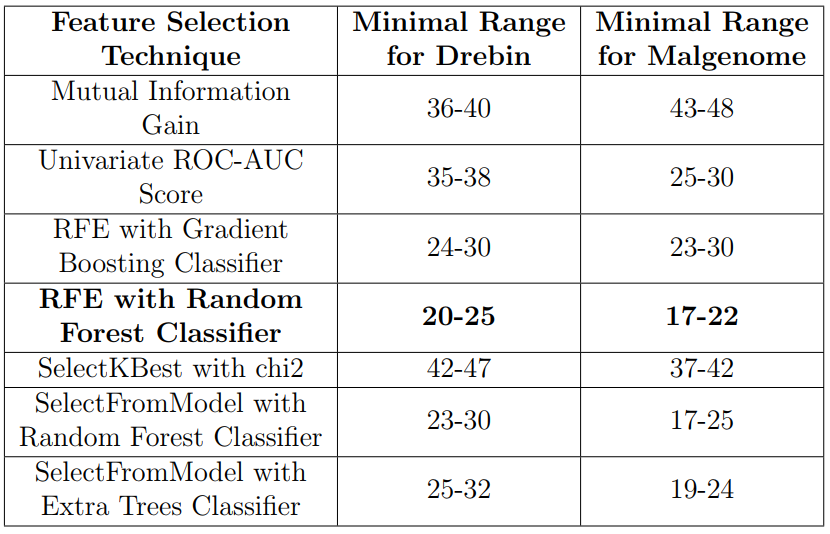 Feature Selection Technique | Minimal Range for Drebin | Minimal Range for Malgenome
Mutual Information Gain | 36-40 | 43-48
Univariate ROC-AUC Score | 35-38 | 25-30
RFE with Gradient Boosting Classifier | 24-30 | 23-30
RFE with Random Forest Classifier | 20-25 | 17-22
SelectKBest with chi2 | 42-47 | 37-42
SelectFromModel with Random Forest Classifier | 23-30 | 17-25
SelectFromModel with Extra Trees Classifier | 25-32 | 19-24